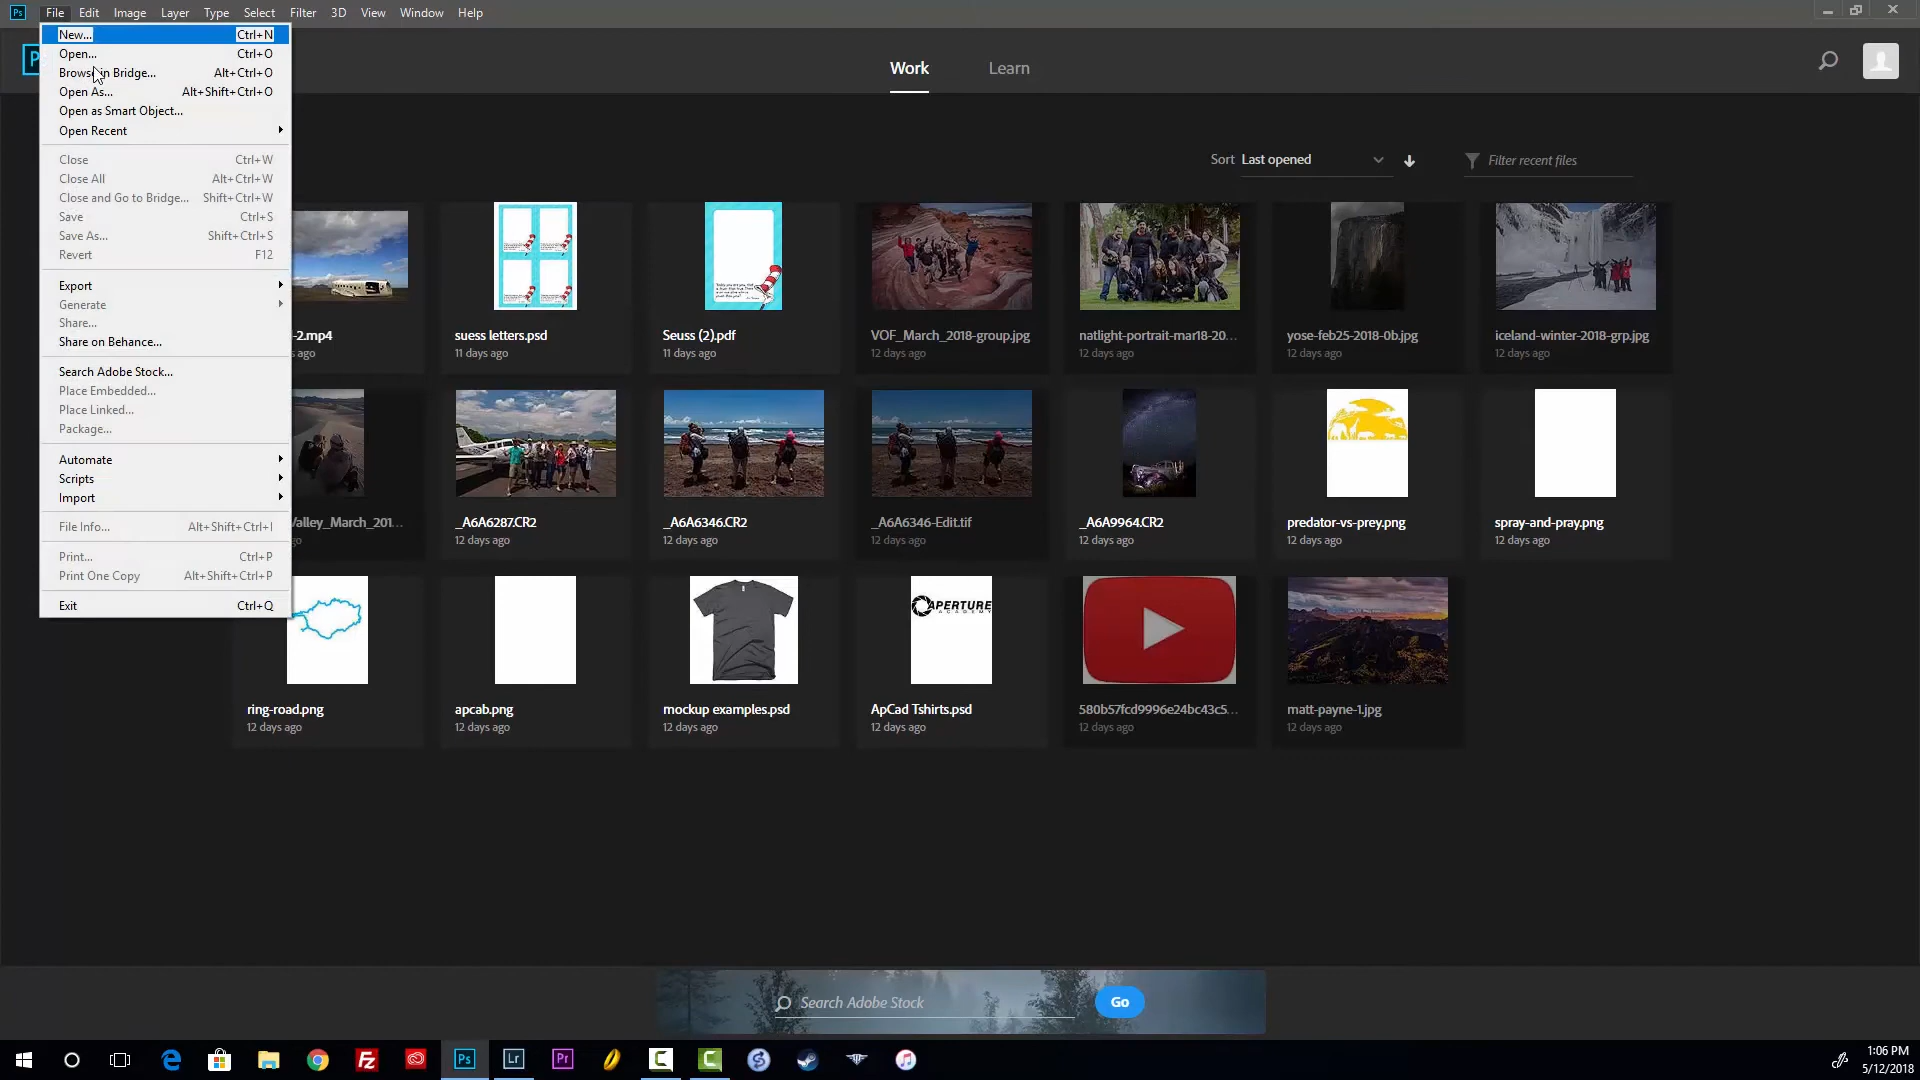 Ps File Edit Image Layer Type Select Filter 3D View Window Help
New... Ctrl+N
Open... Ctrl+O
Browse in Bridge... Alt+Ctrl+O
Open As... Alt+Shift+Ctrl+O
Open as Smart Object...
Open Recent
Close Ctrl+W
Close All Alt+Ctrl+W
Close and Go to Bridge... Shift+Ctrl+W
Save Ctrl+S
Save As... Shift+Ctrl+S
Revert F12
Export
Generate
Share...
Share on Behance...
Search Adobe Stock...
Place Embedded...
Place Linked...
Package...
Automate
Scripts
Import
File Info... Alt+Shift+Ctrl+I
Print... Ctrl+P
Print One Copy Alt+Shift+Ctrl+P
Exit Ctrl+Q
Work Learn
Sort Last opened Filter recent files
-2.mp4 suess letters.psd Seuss (2).pdf VOF_March_2018-group.jpg natlight-portrait-mar18-20... yose-feb25-2018-0b.jpg iceland-winter-2018-grp.jpg
s ago 11 days ago 11 days ago 12 days ago 12 days ago 12 days ago 12 days ago
Valley_March_201... _A6A6287.CR2 _A6A6346.CR2 _A6A6346-Edit.tif _A6A9964.CR2 predator-vs-prey.png spray-and-pray.png
go 12 days ago 12 days ago 12 days ago 12 days ago 12 days ago 12 days ago
APERTURE
ACADEMY
ring-road.png apcab.png mockup examples.psd ApCad Tshirts.psd 580b57fcd9996e24bc43c5... matt-payne-1.jpg
12 days ago 12 days ago 12 days ago 12 days ago 12 days ago 12 days ago
Search Adobe Stock Go
Fz Ps Lr Pr
1:06 PM
5/12/2018